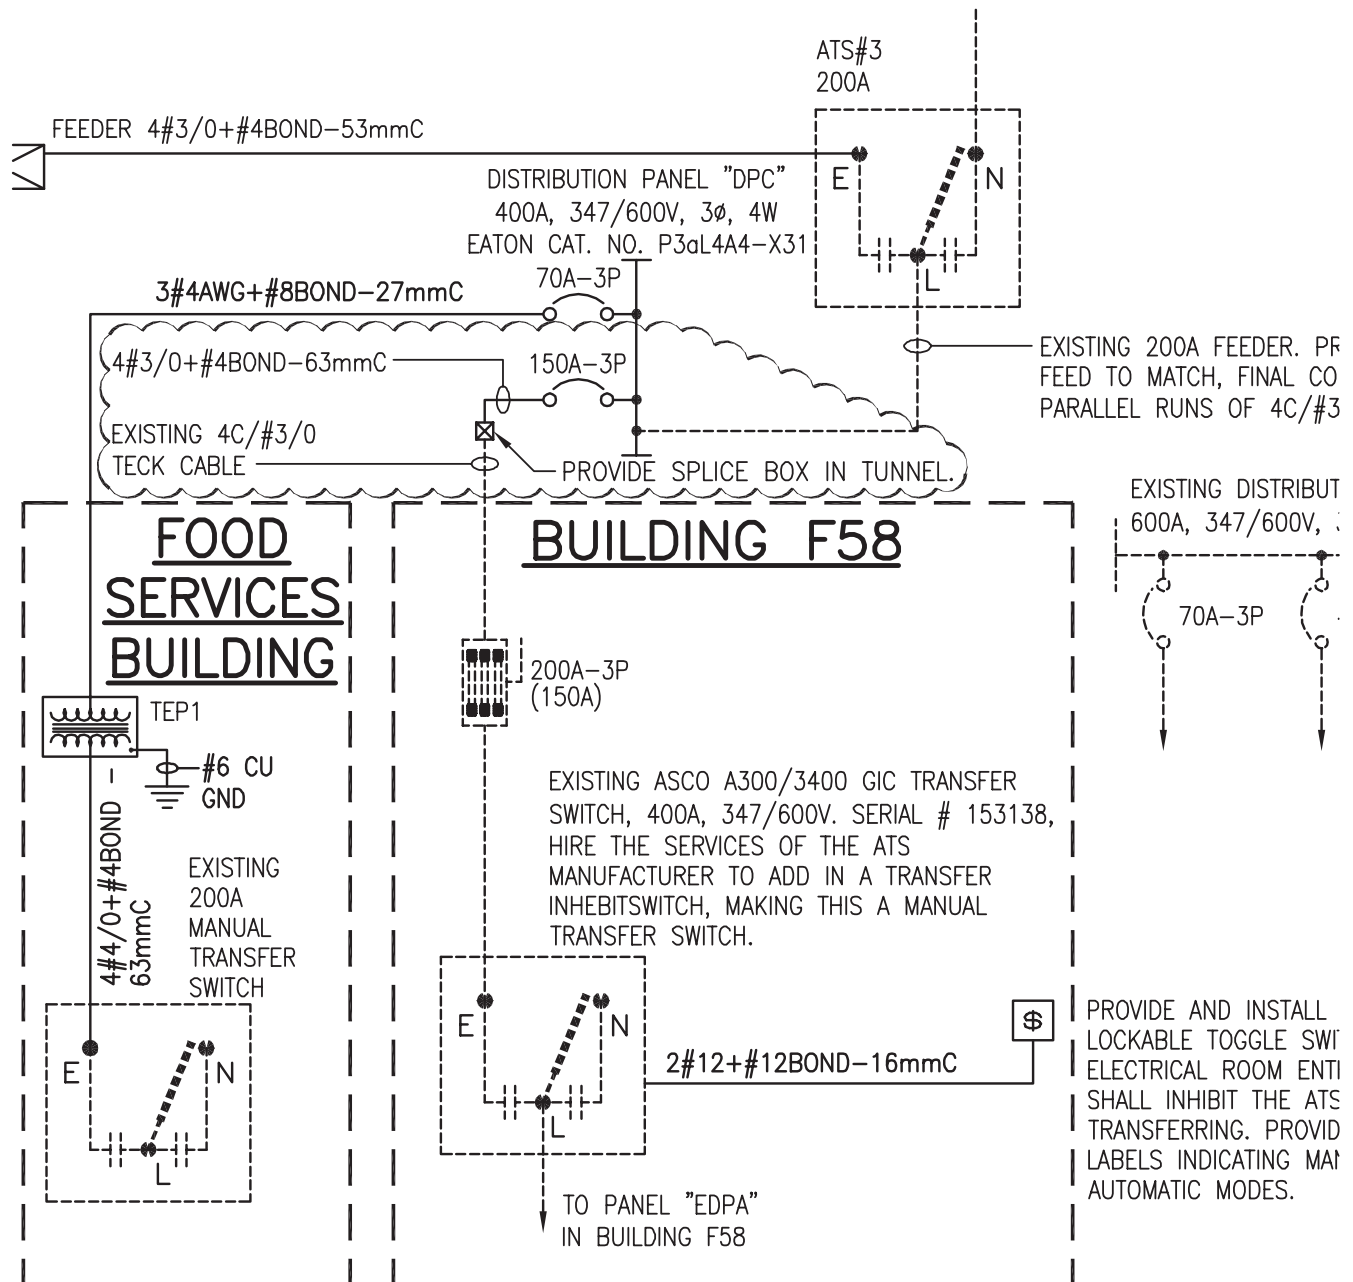 ATS#3
200A
FEEDER 4#3/0+#4BOND-53mmC
E
N
L
DISTRIBUTION PANEL "DPC"
400A, 347/600V, 3ø, 4W
EATON CAT. NO. P3aL4A4-X31
70A-3P
3#4AWG+#8BOND-27mmC
4#3/0+#4BOND-63mmC
150A-3P
EXISTING 200A FEEDER. PR
FEED TO MATCH, FINAL CO
PARALLEL RUNS OF 4C/#3
EXISTING 4C/#3/0
TECK CABLE
PROVIDE SPLICE BOX IN TUNNEL.
EXISTING DISTRIBUT
600A, 347/600V,
70A-3P
FOOD
SERVICES
BUILDING
BUILDING F58
200A-3P
(150A)
TEP1
#6 CU
GND
4#4/0+#4BOND -
63mmC
EXISTING
200A
MANUAL
TRANSFER
SWITCH
E
N
L
EXISTING ASCO A300/3400 GIC TRANSFER
SWITCH, 400A, 347/600V. SERIAL # 153138,
HIRE THE SERVICES OF THE ATS
MANUFACTURER TO ADD IN A TRANSFER
INHEBITSWITCH, MAKING THIS A MANUAL
TRANSFER SWITCH.
E
N
L
2#12+#12BOND-16mmC
$
PROVIDE AND INSTALL
LOCKABLE TOGGLE SWI
ELECTRICAL ROOM ENT
SHALL INHIBIT THE ATS
TRANSFERRING. PROVID
LABELS INDICATING MAN
AUTOMATIC MODES.
TO PANEL "EDPA"
IN BUILDING F58